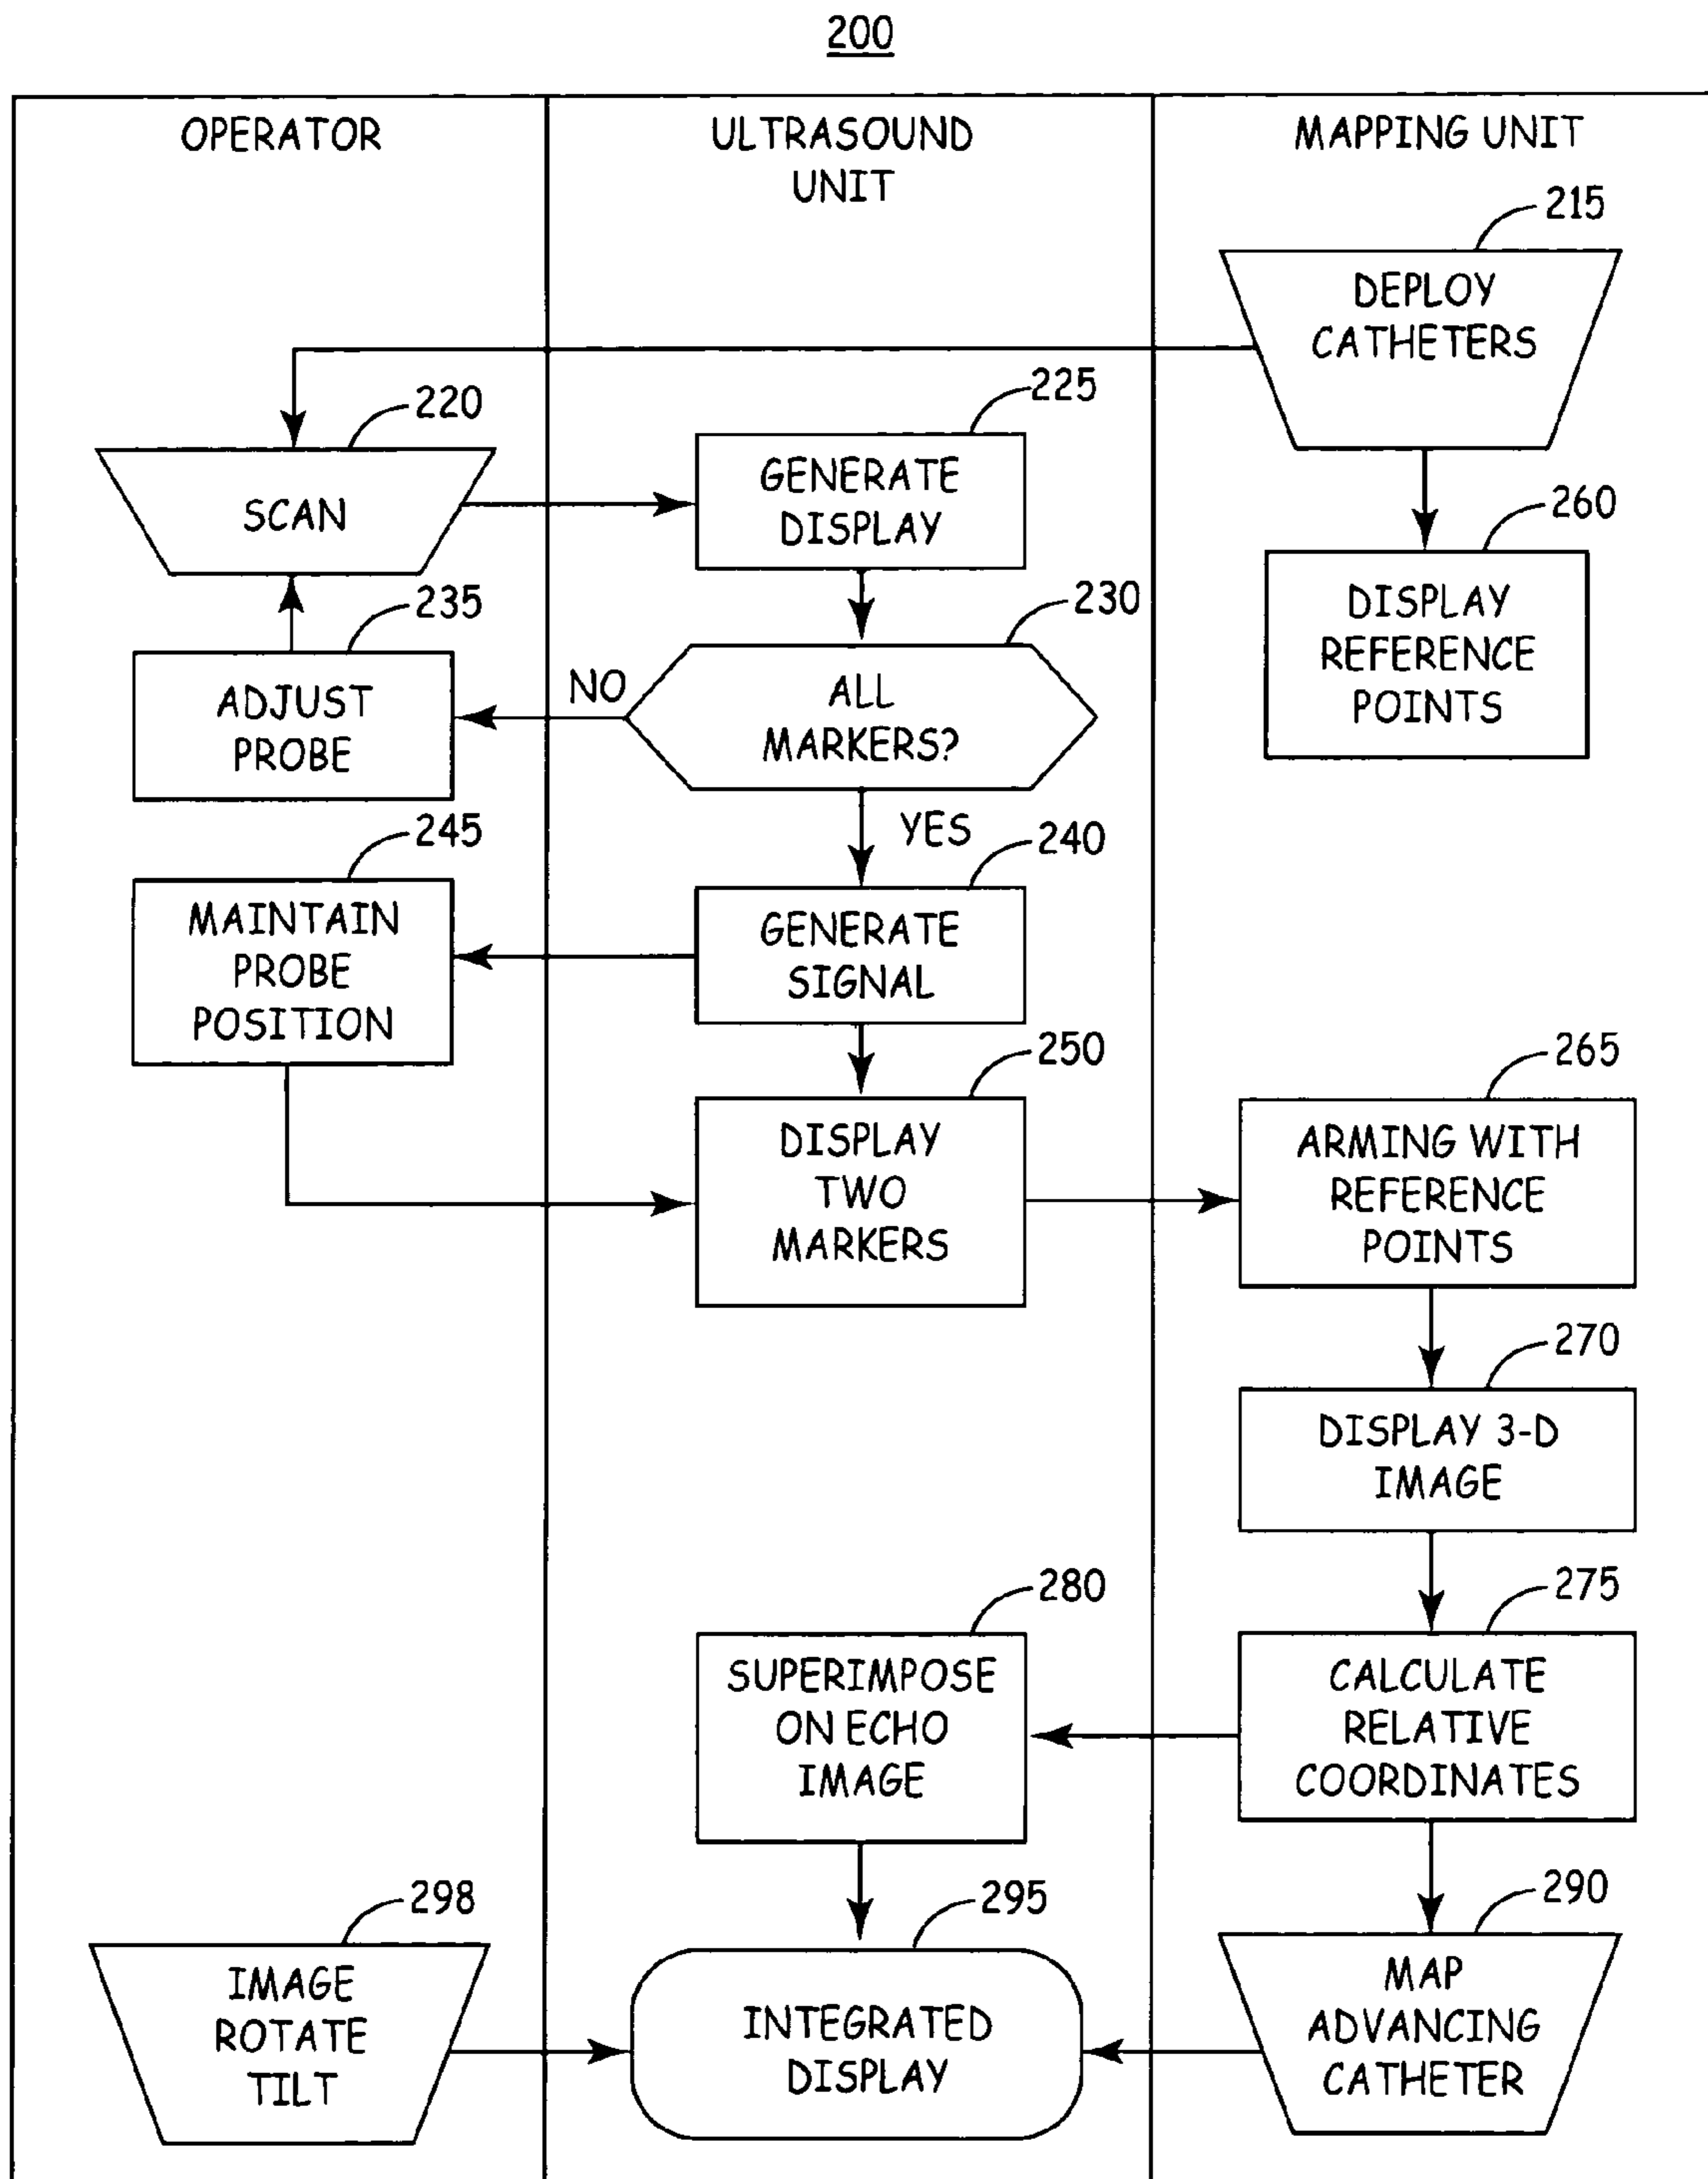 200
OPERATOR
ULTRASOUND
UNIT
MAPPING UNIT
215
DEPLOY
CATHETERS
220
SCAN
225
GENERATE
DISPLAY
260
DISPLAY
REFERENCE
POINTS
235
ADJUST
PROBE
NO
230
ALL
MARKERS?
YES
245
MAINTAIN
PROBE
POSITION
240
GENERATE
SIGNAL
250
DISPLAY
TWO
MARKERS
265
ARMING WITH
REFERENCE
POINTS
270
DISPLAY 3-D
IMAGE
280
SUPERIMPOSE
ON ECHO
IMAGE
275
CALCULATE
RELATIVE
COORDINATES
298
IMAGE
ROTATE
TILT
295
INTEGRATED
DISPLAY
290
MAP
ADVANCING
CATHETER